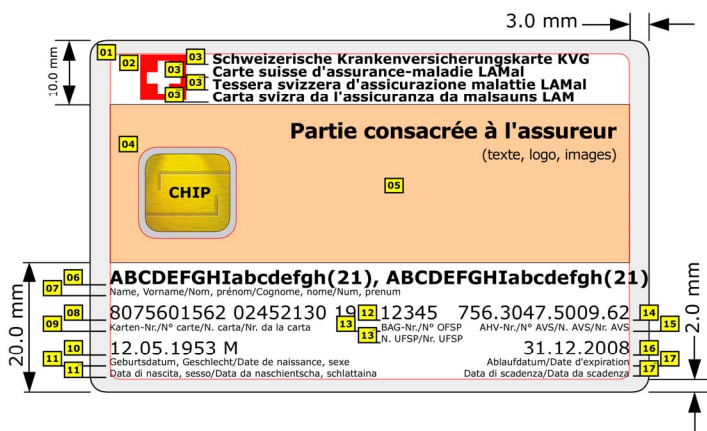 3.0 mm
10.0 mm
01
02
03 Schweizerische Krankenversicherungskarte KVG
03 Carte suisse d'assurance-maladie LAMal
03 Tessera svizzera d'assicurazione malattie LAMal
03 Carta svizra da l'assicuranza da malsauns LAM
04
Partie consacrée à l'assureur
(texte, logo, images)
CHIP
05
20.0 mm
2.0 mm
06 ABCDEFGHIabcdefgh(21), ABCDEFGHIabcdefgh(21)
07 Name, Vorname/Nom, prénom/Cognome, nome/Num, prenum
08 8075601562 02452130 19 12 12345 756.3047.5009.62 14
09 Karten-Nr./N° carte/N. carta/Nr. da la carta 13 BAG-Nr./N° OFSP AHV-Nr./N° AVS/N. AVS/Nr. AVS 15
13 N. UFSP/Nr. UFSP
10 12.05.1953 M 31.12.2008 16
11 Geburtsdatum, Geschlecht/Date de naissance, sexe Ablaufdatum/Date d'expiration 17
11 Data di nascita, sesso/Data da naschientscha, schlattaina Data di scadenza/Data da scadenza 17